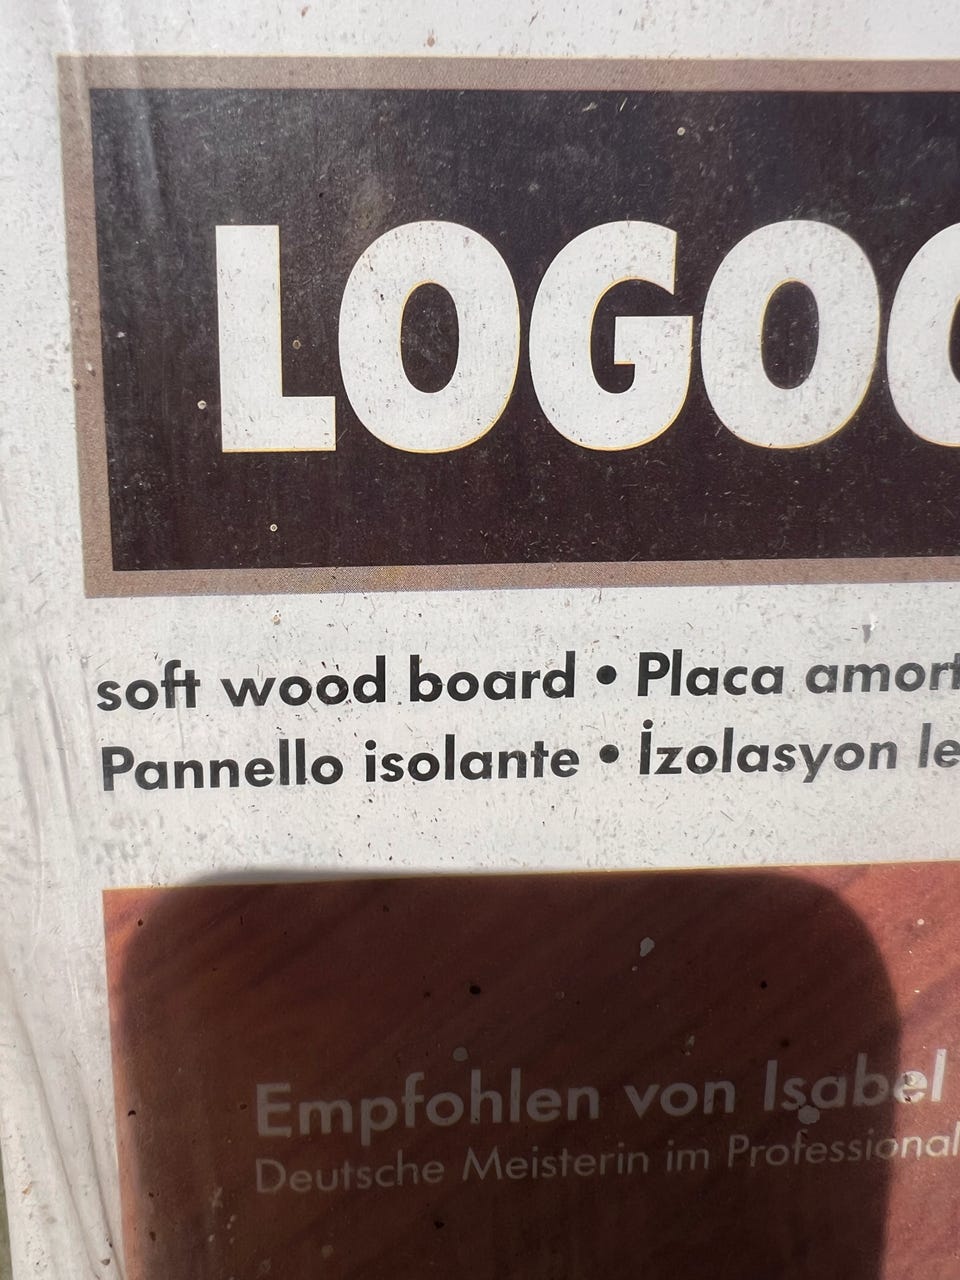 LOGOC
soft wood board • Placa amort
Pannello isolante • İzolasyon le
Empfohlen von Isabel
Deutsche Meisterin im Professional